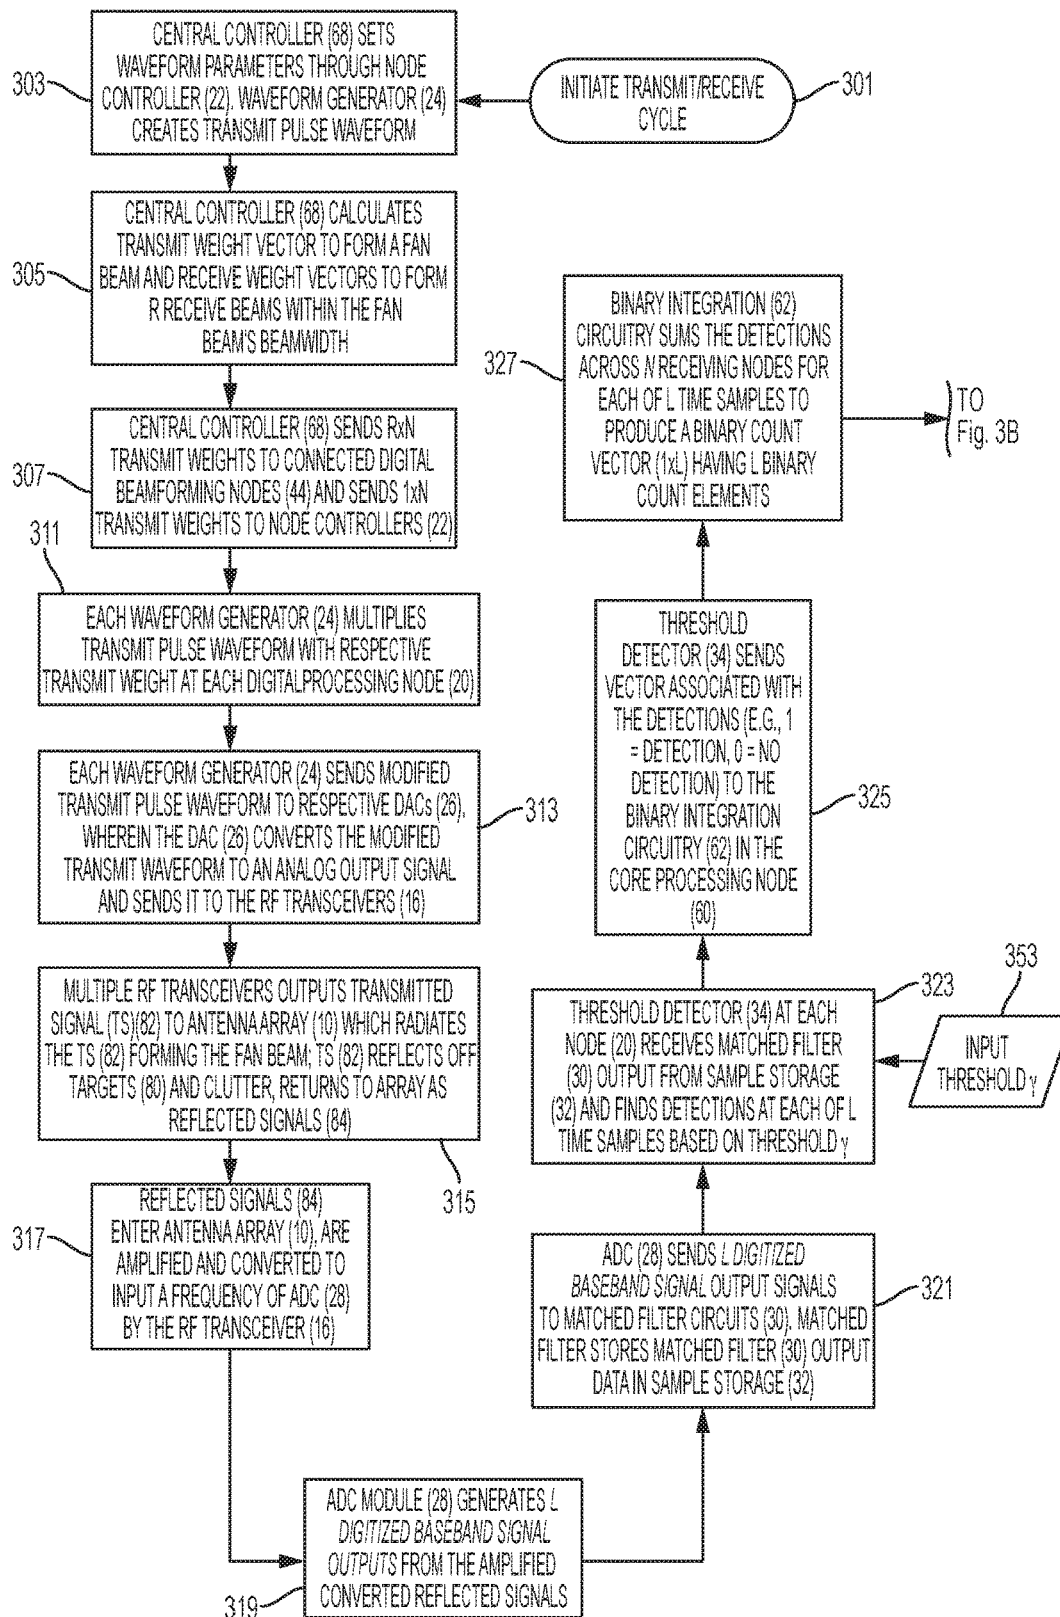 INITIATE TRANSMIT/RECEIVE
CYCLE
301
303
CENTRAL CONTROLLER (68) SETS
WAVEFORM PARAMETERS THROUGH NODE
CONTROLLER (22). WAVEFORM GENERATOR (24)
CREATES TRANSMIT PULSE WAVEFORM
305
CENTRAL CONTROLLER (68) CALCULATES
TRANSMIT WEIGHT VECTOR TO FORM A FAN
BEAM AND RECEIVE WEIGHT VECTORS TO FORM
R RECEIVE BEAMS WITHIN THE FAN
BEAM'S BEAMWIDTH
307
CENTRAL CONTROLLER (68) SENDS RxN
TRANSMIT WEIGHTS TO CONNECTED DIGITAL
BEAMFORMING NODES (44) AND SENDS 1xN
TRANSMIT WEIGHTS TO NODE CONTROLLERS (22)
311
EACH WAVEFORM GENERATOR (24) MULTIPLIES
TRANSMIT PULSE WAVEFORM WITH RESPECTIVE
TRANSMIT WEIGHT AT EACH DIGITALPROCESSING NODE (20)
EACH WAVEFORM GENERATOR (24) SENDS MODIFIED
TRANSMIT PULSE WAVEFORM TO RESPECTIVE DACs (26),
WHEREIN THE DAC (26) CONVERTS THE MODIFIED
TRANSMIT WAVEFORM TO AN ANALOG OUTPUT SIGNAL
AND SENDS IT TO THE RF TRANSCEIVERS (16)
313
MULTIPLE RF TRANSCEIVERS OUTPUTS TRANSMITTED
SIGNAL (TS)(82) TO ANTENNA ARRAY (10) WHICH RADIATES
THE TS (82) FORMING THE FAN BEAM; TS (82) REFLECTS OFF
TARGETS (80) AND CLUTTER, RETURNS TO ARRAY AS
REFLECTED SIGNALS (84)
315
317
REFLECTED SIGNALS (84)
ENTER ANTENNA ARRAY (10), ARE
AMPLIFIED AND CONVERTED TO
INPUT A FREQUENCY OF ADC (28)
BY THE RF TRANSCEIVER (16)
ADC MODULE (28) GENERATES L
DIGITIZED BASEBAND SIGNAL
OUTPUTS FROM THE AMPLIFIED
CONVERTED REFLECTED SIGNALS
319
ADC (28) SENDS L DIGITIZED
BASEBAND SIGNAL OUTPUT SIGNALS
TO MATCHED FILTER CIRCUITS (30). MATCHED
FILTER STORES MATCHED FILTER (30) OUTPUT
DATA IN SAMPLE STORAGE (32)
321
THRESHOLD DETECTOR (34) AT EACH
NODE (20) RECEIVES MATCHED FILTER
(30) OUTPUT FROM SAMPLE STORAGE
(32) AND FINDS DETECTIONS AT EACH OF L
TIME SAMPLES BASED ON THRESHOLD γ
323
353
INPUT
THRESHOLD γ
THRESHOLD
DETECTOR (34) SENDS
VECTOR ASSOCIATED WITH
THE DETECTIONS (E.G., 1
= DETECTION, 0 = NO
DETECTION) TO THE
BINARY INTEGRATION
CIRCUITRY (62) IN THE
CORE PROCESSING NODE
(60)
325
327
BINARY INTEGRATION (62)
CIRCUITRY SUMS THE DETECTIONS
ACROSS N RECEIVING NODES FOR
EACH OF L TIME SAMPLES TO
PRODUCE A BINARY COUNT
VECTOR (1xL) HAVING L BINARY
COUNT ELEMENTS
TO
Fig. 3B